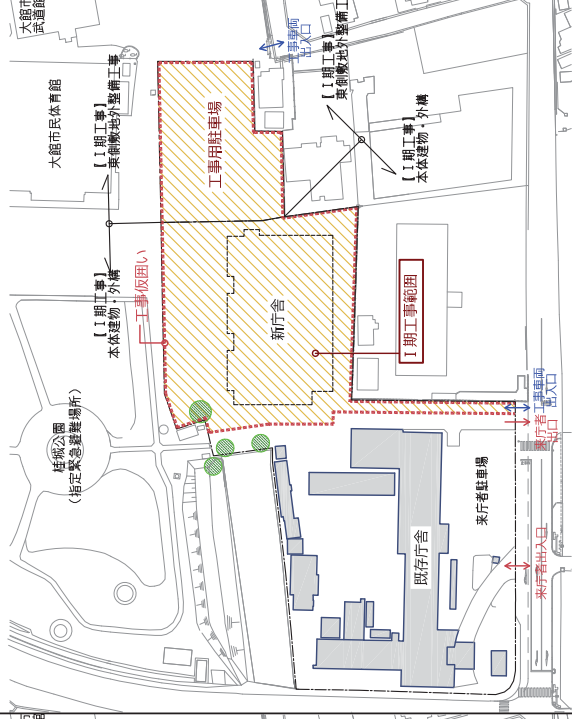 大館市
武道館
大館市民体育館
【Ⅰ期工事】
東側敷地外整備工事
【Ⅰ期工事】
本体建物・外構
工事仮囲い
工事用駐車場
工事車両
出入口
【Ⅰ期工事】
東側敷地外整備工
【Ⅰ期工事】
本体建物・外構
新庁舎
Ⅰ期工事範囲
桂城公園
(指定緊急避難場所)
既存庁舎
来庁者駐車場
工事車両
出入口
来庁者
出口
来庁者出入口